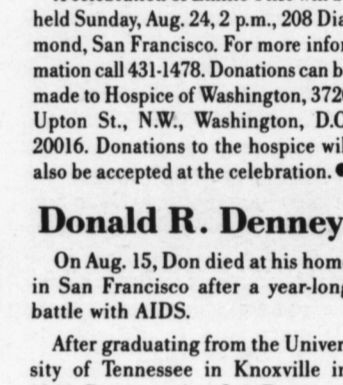 held Sunday, Aug. 24, 2 p.m., 208 Dia
mond, San Francisco. For more infor
mation call 431-1478. Donations can b
made to Hospice of Washington, 372
Upton St., N.W., Washington, D.C
20016. Donations to the hospice wil
also be accepted at the celebration. ●
Donald R. Denney
On Aug. 15, Don died at his hom
in San Francisco after a year-long
battle with AIDS.
After graduating from the Univer
sity of Tennessee in Knoxville in